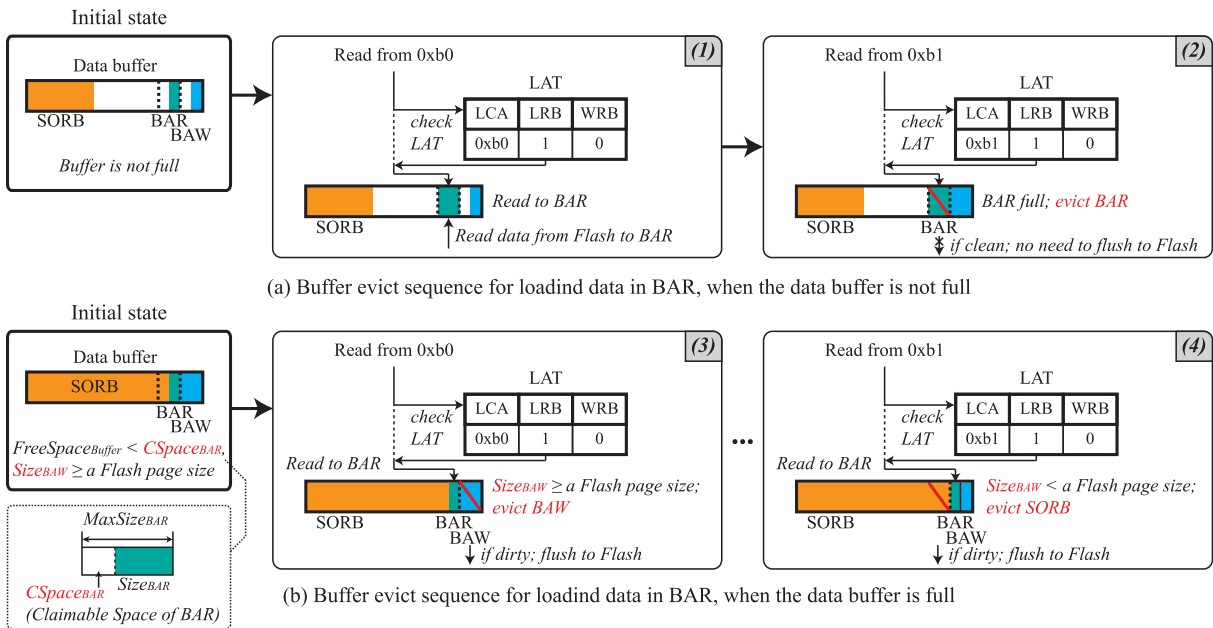 Initial state
Data buffer
SORB
BAR
BAW
Buffer is not full
(1)
Read from 0xb0
LAT
check
LAT
LCA LRB WRB
0xb0 1 0
Read to BAR
SORB
Read data from Flash to BAR
(2)
Read from 0xb1
LAT
check
LAT
LCA LRB WRB
0xb1 1 0
BAR full; evict BAR
SORB
BAR
if clean; no need to flush to Flash
(a) Buffer evict sequence for loadind data in BAR, when the data buffer is not full
Initial state
Data buffer
SORB
BAR
BAW
FreeSpaceBuffer < CSpaceBAR,
SizeBAW ≥ a Flash page size
MaxSizeBAR
SizeBAR
CSpaceBAR
(Claimable Space of BAR)
(3)
Read from 0xb0
LAT
check
LAT
LCA LRB WRB
0xb0 1 0
Read to BAR
SizeBAW ≥ a Flash page size;
evict BAW
SORB
BAR
BAW
if dirty; flush to Flash
...
(4)
Read from 0xb1
LAT
check
LAT
LCA LRB WRB
0xb1 1 0
Read to BAR
SizeBAW < a Flash page size;
evict SORB
SORB
BAR
BAW
if dirty; flush to Flash
(b) Buffer evict sequence for loadind data in BAR, when the data buffer is full